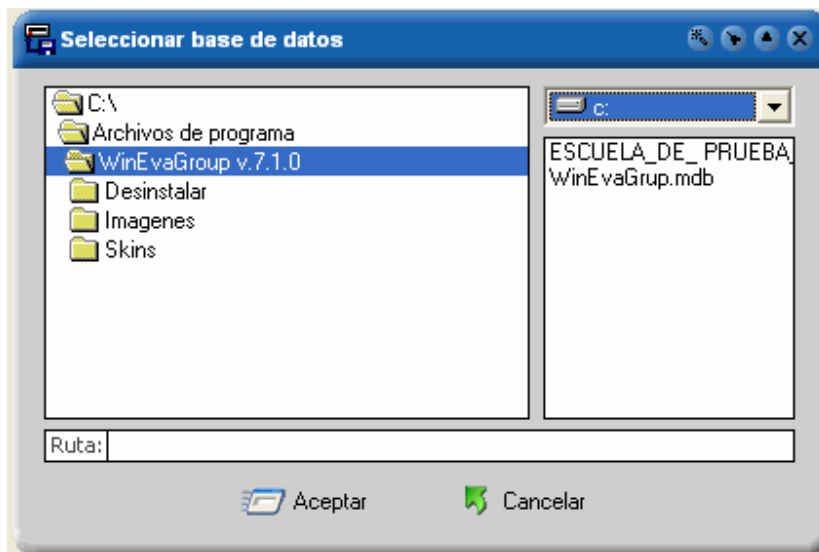 Seleccionar base de datos
C:\
Archivos de programa
WinEvaGroup v.7.1.0
Desinstalar
Imagenes
Skins
c:
ESCUELA_DE_ PRUEBA_
WinEvaGrup.mdb
Ruta:
Aceptar
Cancelar